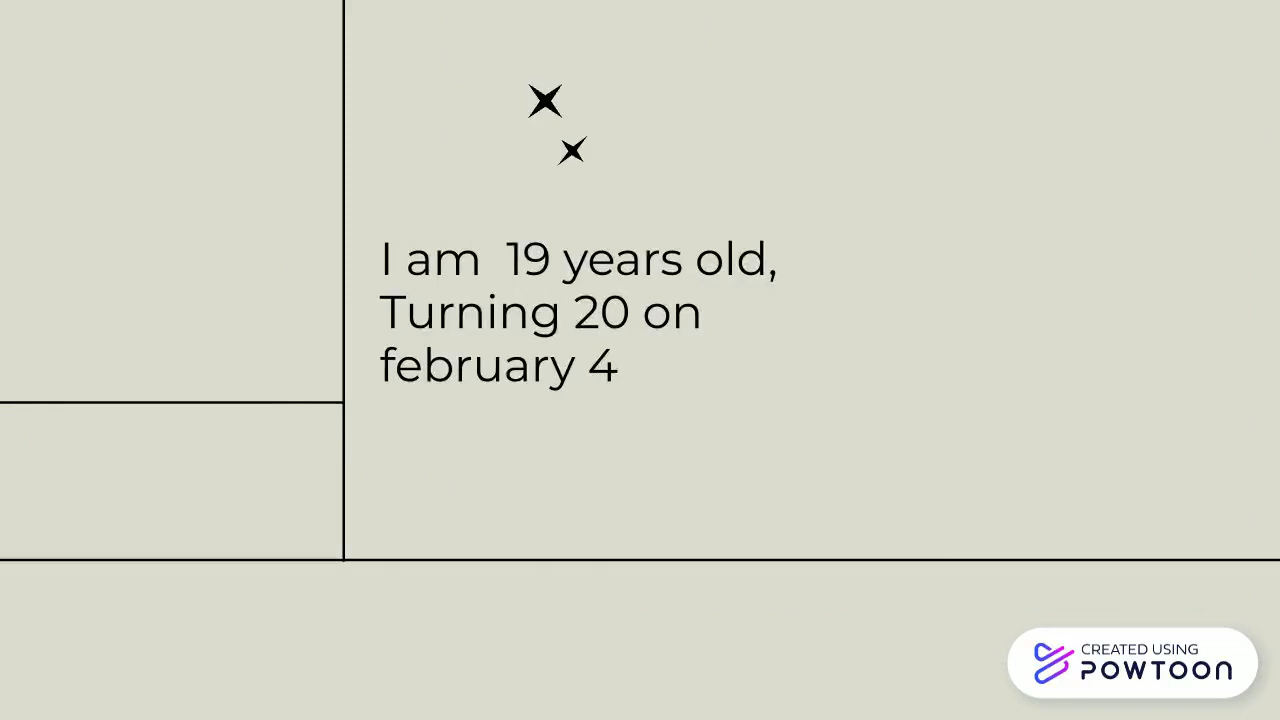 I am  19 years old,
Turning 20 on
february 4
CREATED USING
POWTOON